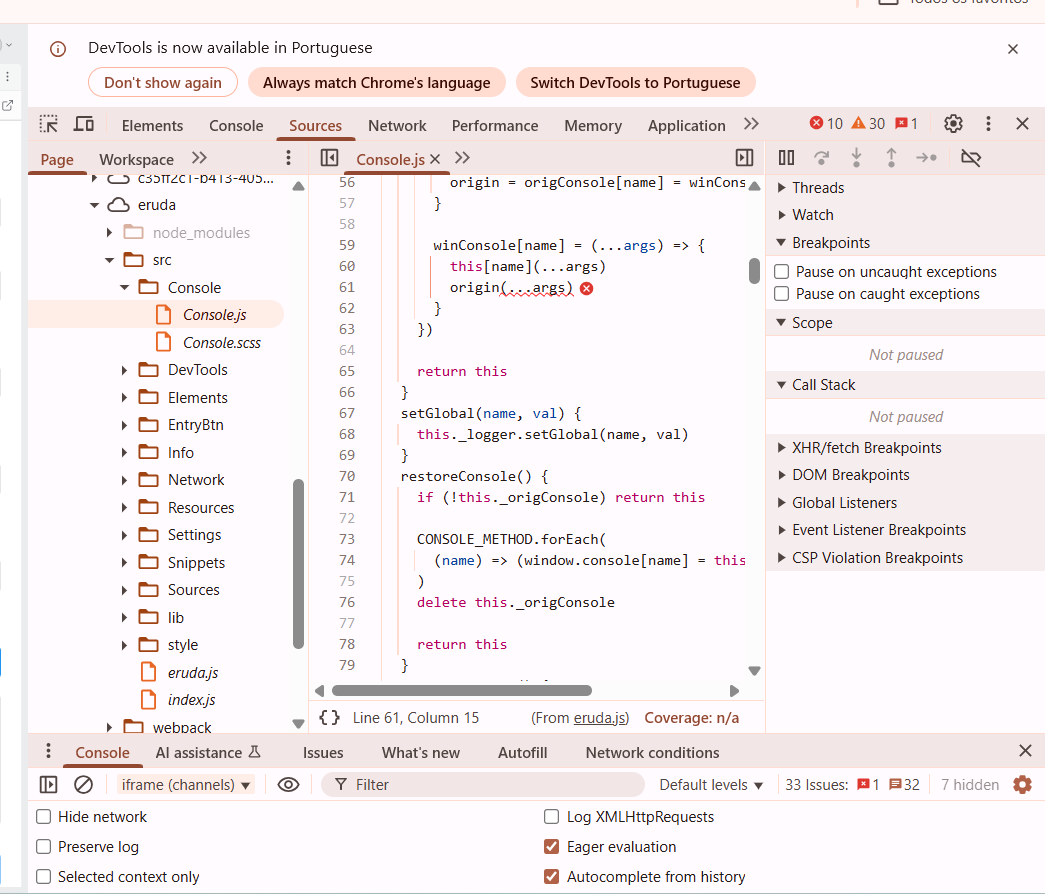 Todos os favoritos
DevTools is now available in Portuguese
Don't show again
Always match Chrome's language
Switch DevTools to Portuguese
Elements Console Sources Network Performance Memory Application 10 30 1
Page Workspace
Console.js
c35ff2c1-b413-405...
eruda
node_modules
src
Console
Console.js
Console.scss
DevTools
Elements
EntryBtn
Info
Network
Resources
Settings
Snippets
Sources
lib
style
eruda.js
index.js
webpack
56 origin = origConsole[name] = winCons
57 }
58
59 winConsole[name] = (...args) => {
60 this[name](...args)
61 origin(...args)
62 }
63 })
64
65 return this
66 }
67 setGlobal(name, val) {
68 this._logger.setGlobal(name, val)
69 }
70 restoreConsole() {
71 if (!this._origConsole) return this
72
73 CONSOLE_METHOD.forEach(
74 (name) => (window.console[name] = this
75 )
76 delete this._origConsole
77
78 return this
79 }
{} Line 61, Column 15 (From eruda.js) Coverage: n/a
Threads
Watch
Breakpoints
Pause on uncaught exceptions
Pause on caught exceptions
Scope
Not paused
Call Stack
Not paused
XHR/fetch Breakpoints
DOM Breakpoints
Global Listeners
Event Listener Breakpoints
CSP Violation Breakpoints
Console AI assistance Issues What's new Autofill Network conditions
iframe (channels) Filter Default levels 33 Issues: 1 32 7 hidden
Hide network
Log XMLHttpRequests
Preserve log
Eager evaluation
Selected context only
Autocomplete from history